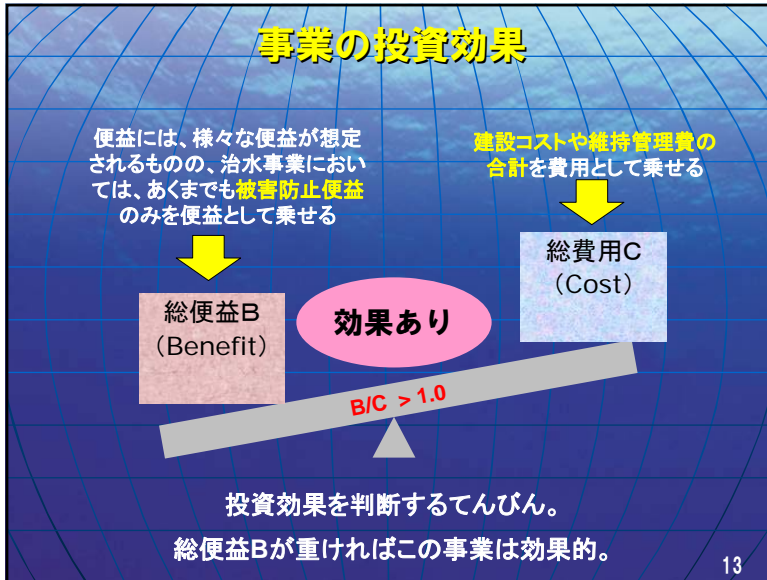 事業の投資効果
便益には、様々な便益が想定
されるものの、治水事業におい
ては、あくまでも被害防止便益
のみを便益として乗せる
建設コストや維持管理費の
合計を費用として乗せる
総便益B
（Benefit）
効果あり
総費用C
（Cost）
B/C > 1.0
投資効果を判断するてんびん。
総便益Bが重ければこの事業は効果的。
13